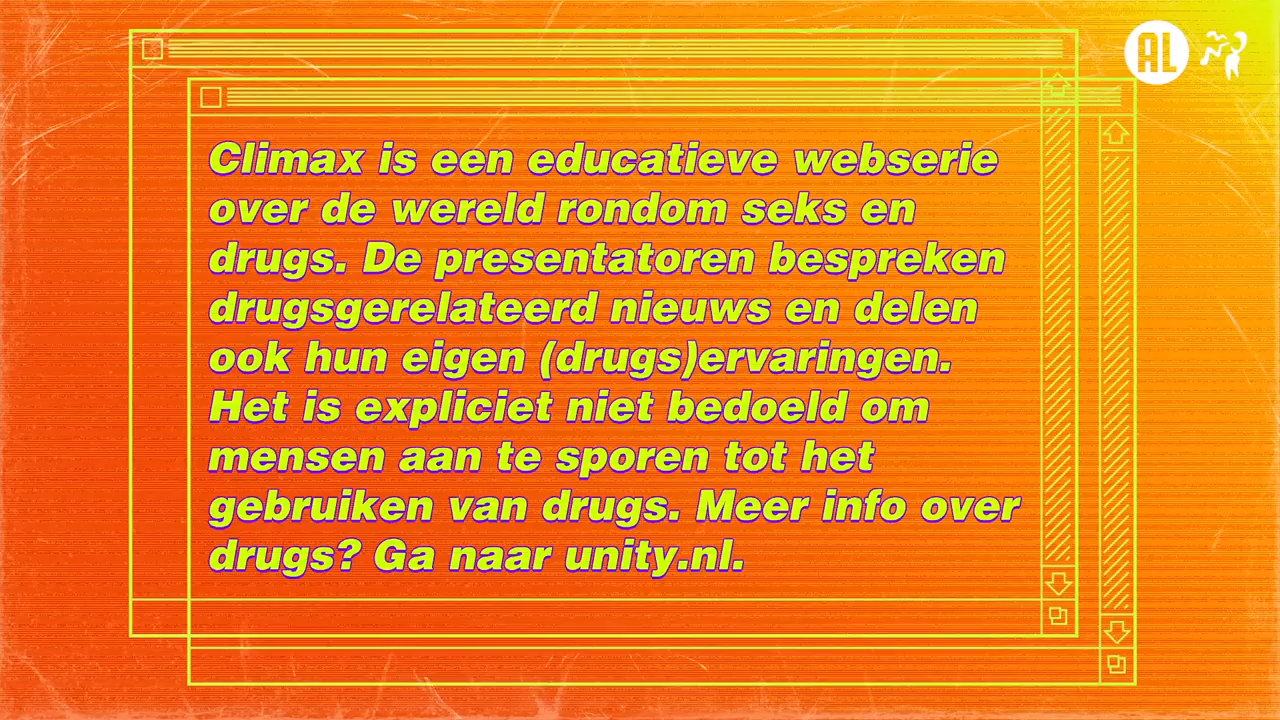 AL
Climax is een educatieve webserie
over de wereld rondom seks en
drugs. De presentatoren bespreken
drugsgerelateerd nieuws en delen
ook hun eigen (drugs)ervaringen.
Het is expliciet niet bedoeld om
mensen aan te sporen tot het
gebruiken van drugs. Meer info over
drugs? Ga naar unity.nl.